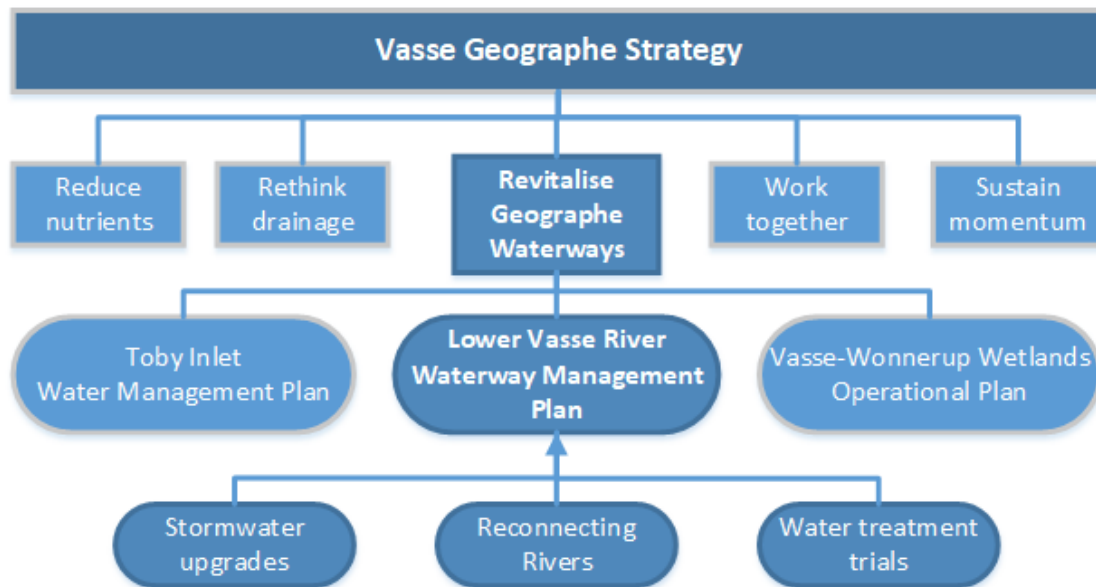 Vasse Geographe Strategy
Reduce
nutrients
Rethink
drainage
Revitalise
Geographe
Waterways
Work
together
Sustain
momentum
Toby Inlet
Water Management Plan
Lower Vasse River
Waterway Management
Plan
Vasse-Wonnerup Wetlands
Operational Plan
Stormwater
upgrades
Reconnecting
Rivers
Water treatment
trials